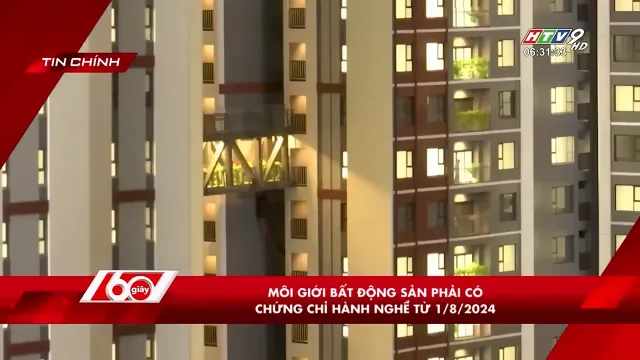 TIN CHÍNH
HTV9
HD
06:31:33
60
giây
MÔI GIỚI BẤT ĐỘNG SẢN PHẢI CÓ
CHỨNG CHỈ HÀNH NGHỀ TỪ 1/8/2024